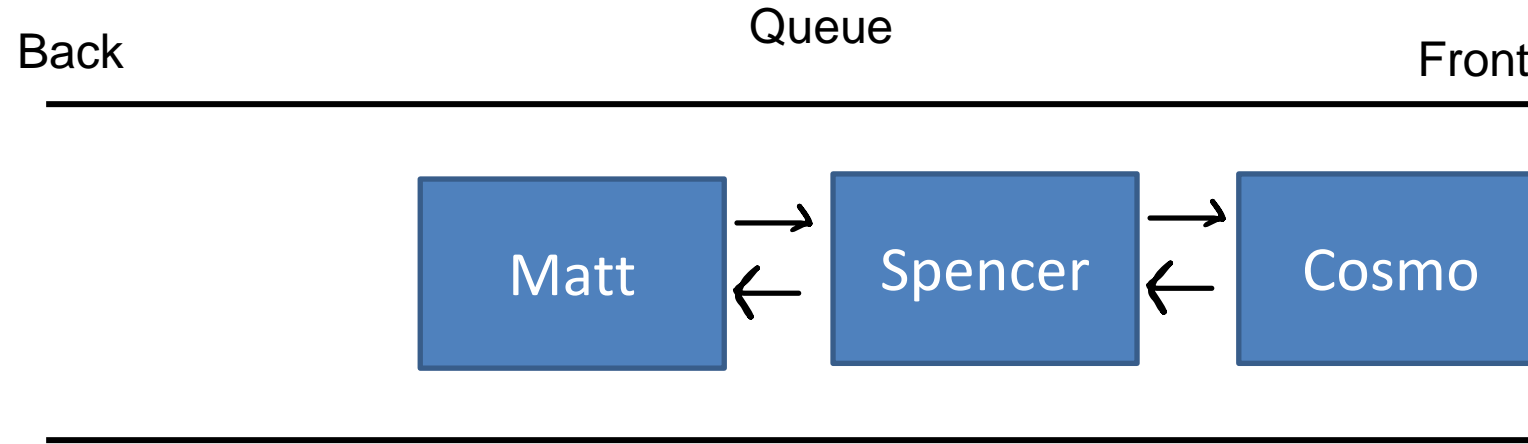 Queue
Back
Front
Matt
Spencer
Cosmo